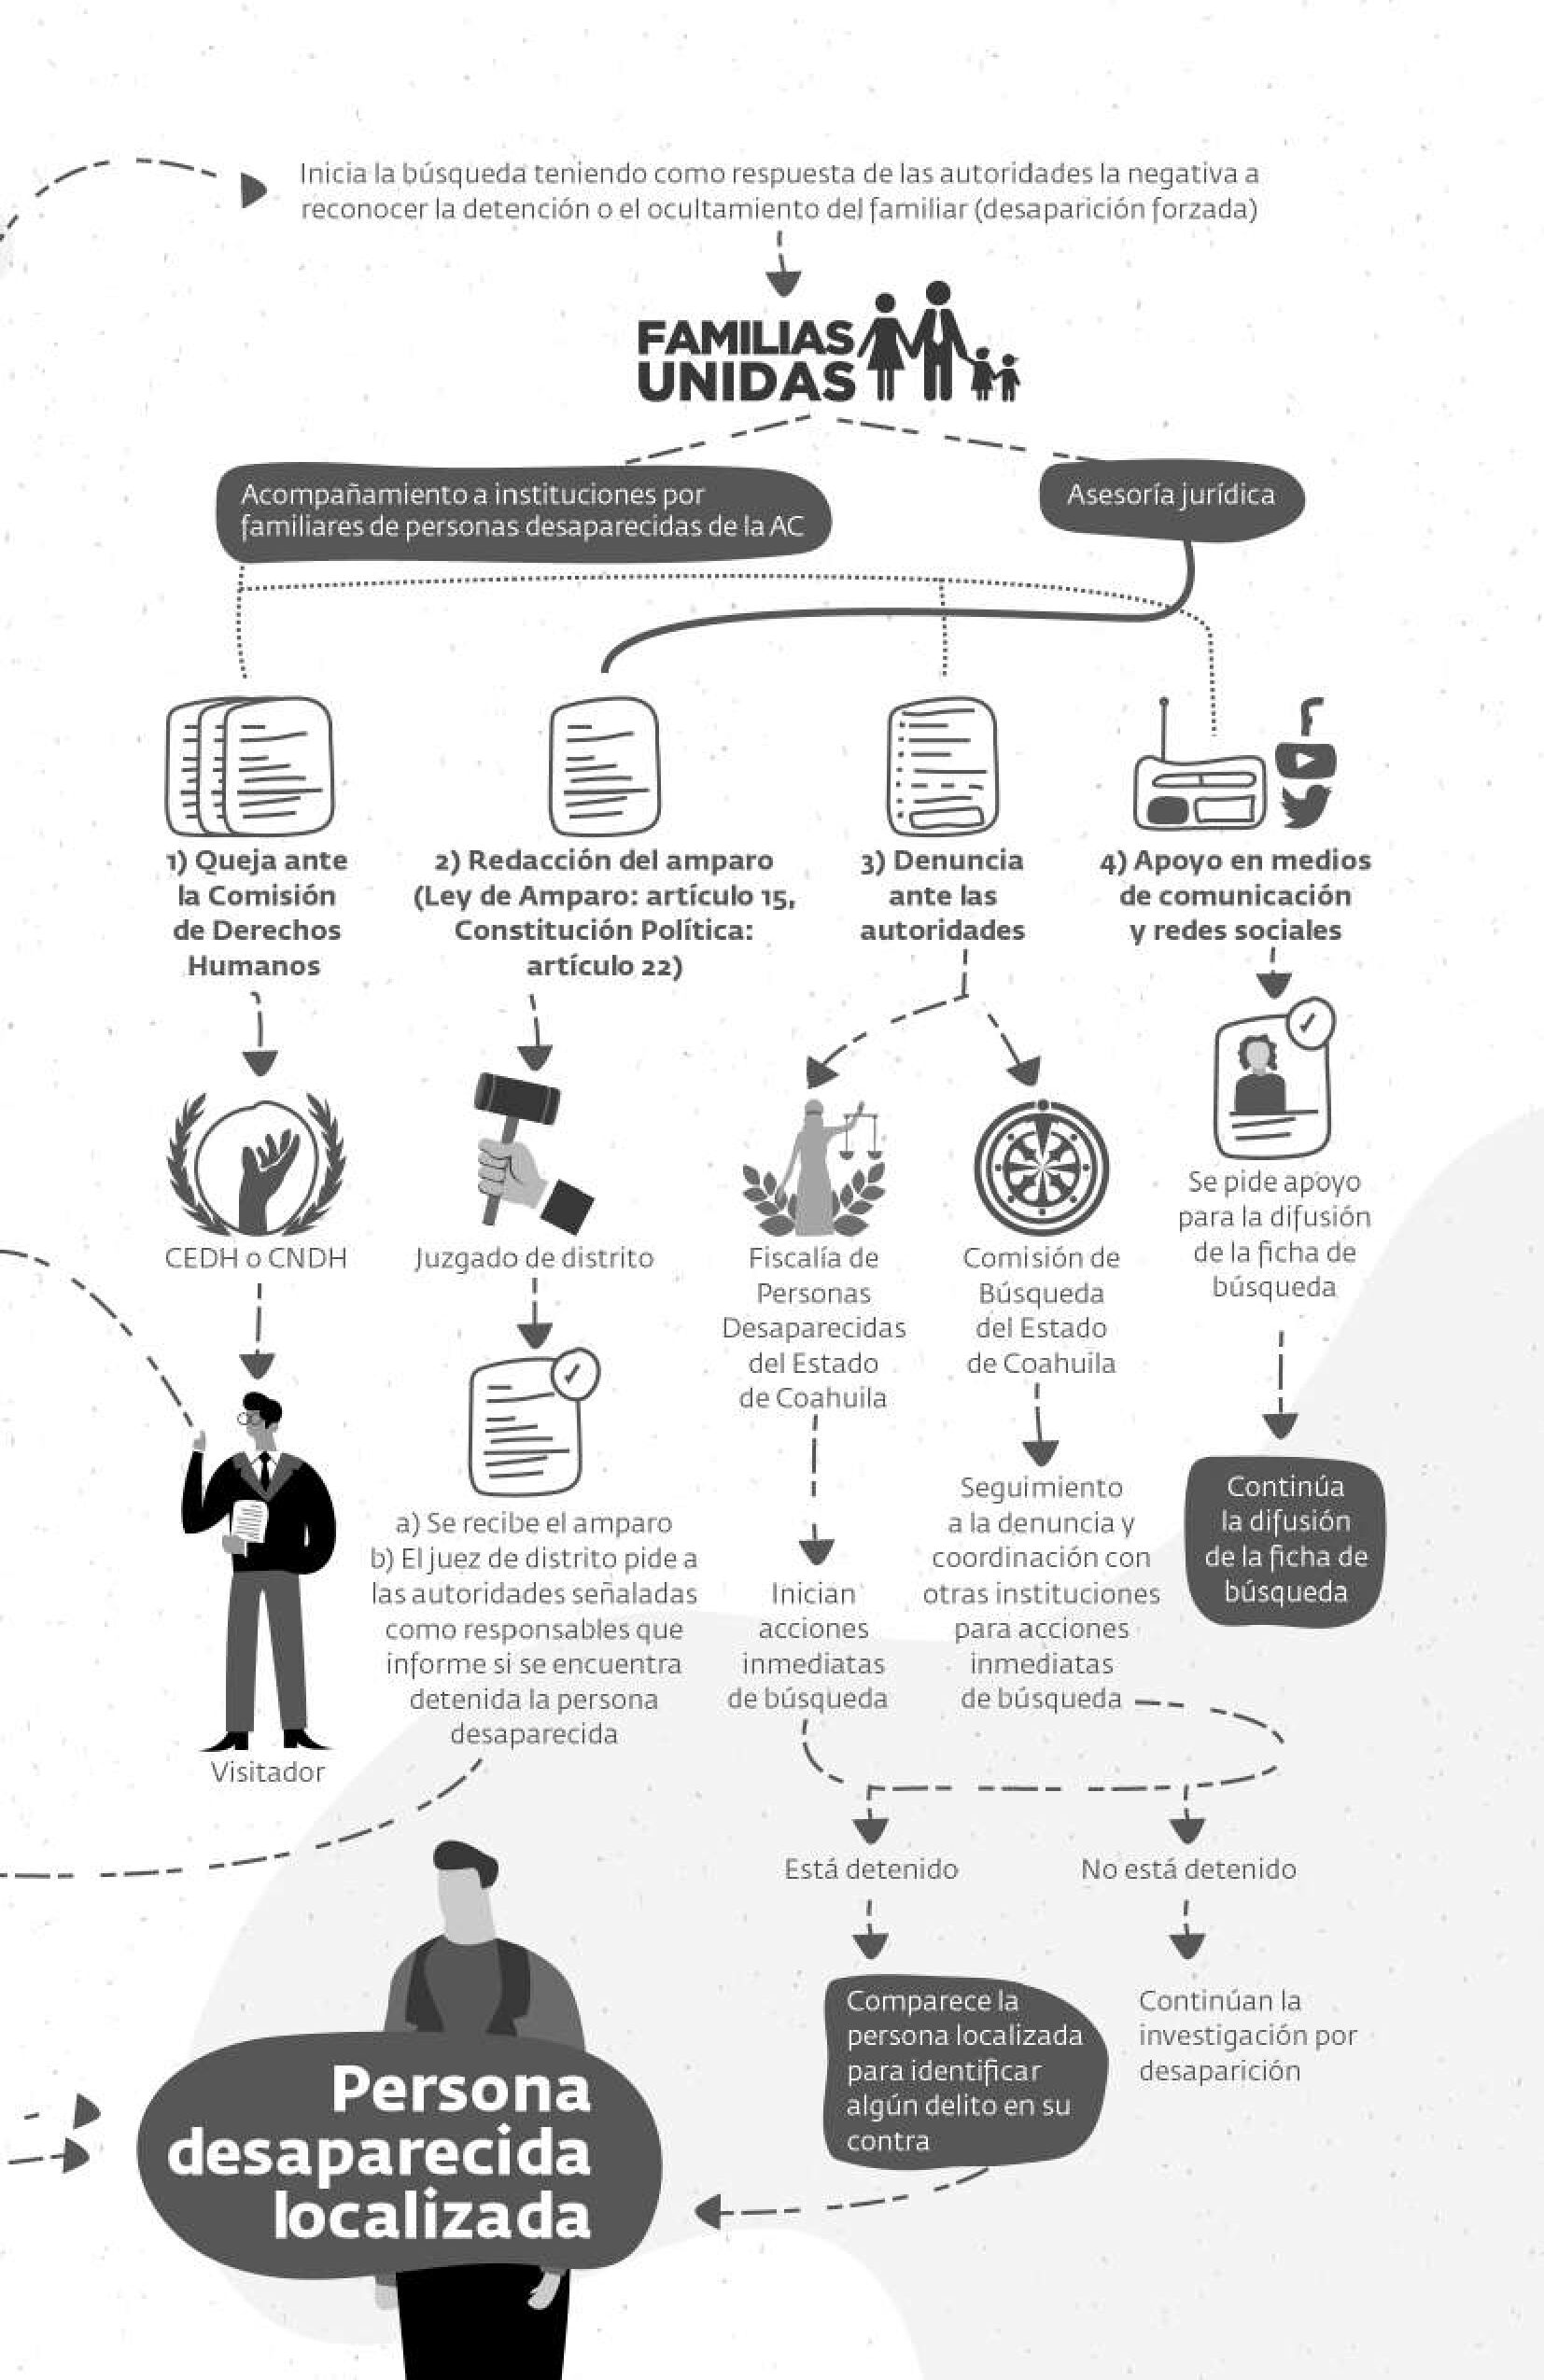 Inicia la búsqueda teniendo como respuesta de las autoridades la negativa a
reconocer la detención o el ocultamiento del familiar (desaparición forzada)
FAMILIAS
UNIDAS
Acompañamiento a instituciones por
familiares de personas desaparecidas de la AC
Asesoría jurídica
1) Queja ante
la Comisión
de Derechos
Humanos
2) Redacción del amparo
(Ley de Amparo: artículo 15,
Constitución Política:
artículo 22)
3) Denuncia
ante las
autoridades
4) Apoyo en medios
de comunicación
y redes sociales
CEDH o CNDH
Juzgado de distrito
Fiscalía de
Personas
Desaparecidas
del Estado
de Coahuila
Comisión de
Búsqueda
del Estado
de Coahuila
Se pide apoyo
para la difusión
de la ficha de
búsqueda
Visitador
a) Se recibe el amparo
b) El juez de distrito pide a
las autoridades señaladas
como responsables que
informe si se encuentra
detenida la persona
desaparecida
Inician
acciones
inmediatas
de búsqueda
Seguimiento
a la denuncia y
coordinación con
otras instituciones
para acciones
inmediatas
de búsqueda
Continúa
la difusión
de la ficha de
búsqueda
Está detenido
No está detenido
Comparece la
persona localizada
para identificar
algún delito en su
contra
Continúan la
investigación por
desaparición
Persona
desaparecida
localizada